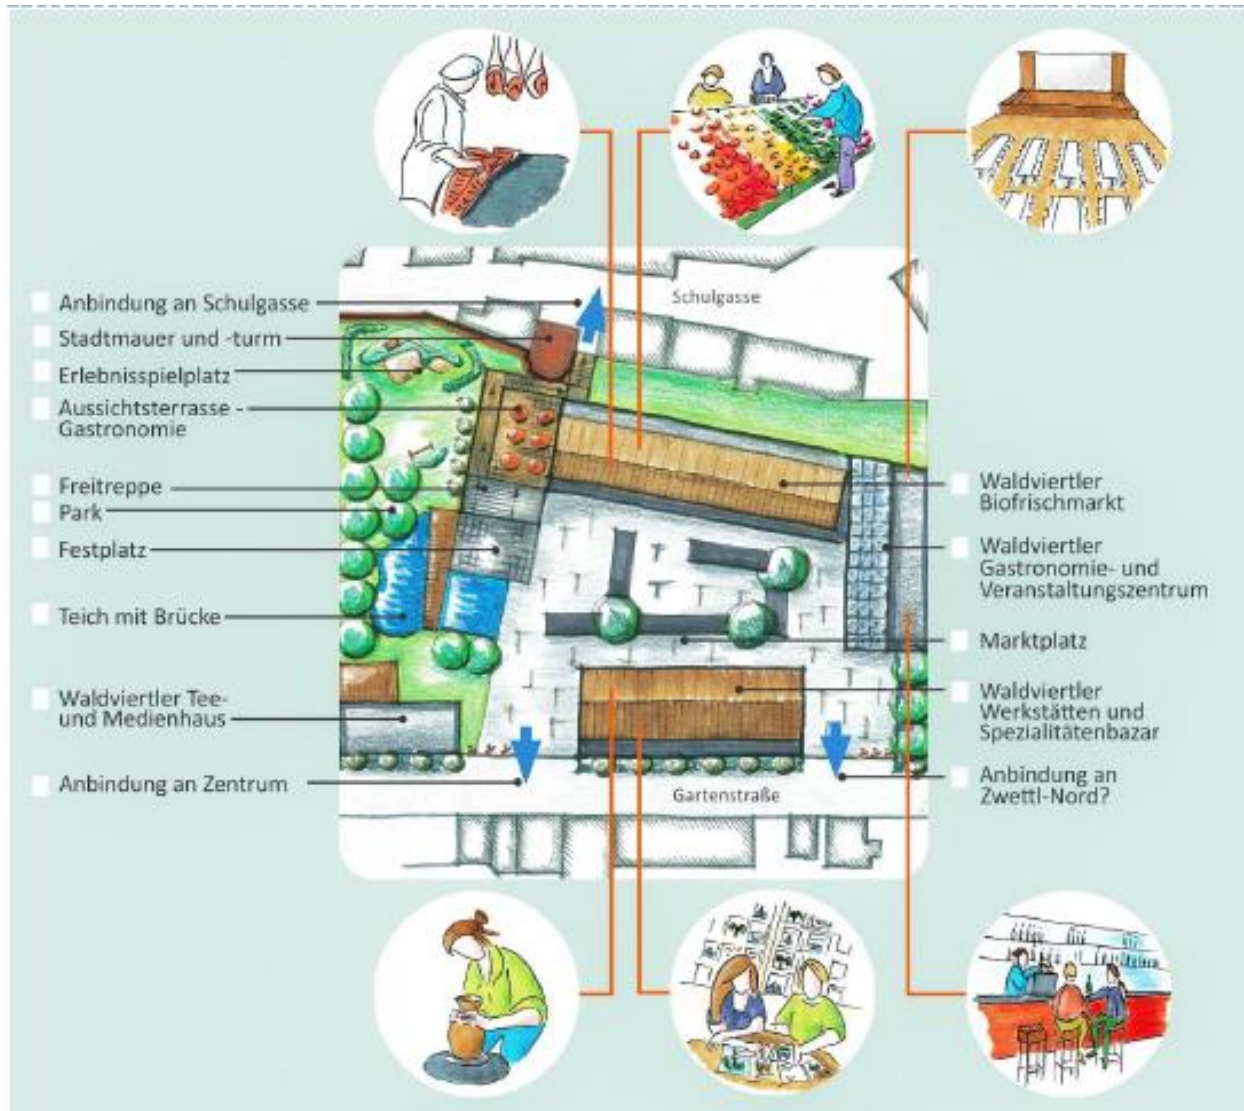 Schulgasse
Anbindung an Schulgasse
Stadtmauer und -turm
Erlebnisspielplatz
Aussichtsterrasse -
Gastronomie
Freitreppe
Park
Festplatz
Teich mit Brücke
Waldviertler Tee-
und Medienhaus
Anbindung an Zentrum
Waldviertler
Biofrischmarkt
Waldviertler
Gastronomie- und
Veranstaltungszentrum
Marktplatz
Waldviertler
Werkstätten und
Spezialitätenbazar
Anbindung an
Zwettl-Nord?
Gartenstraße